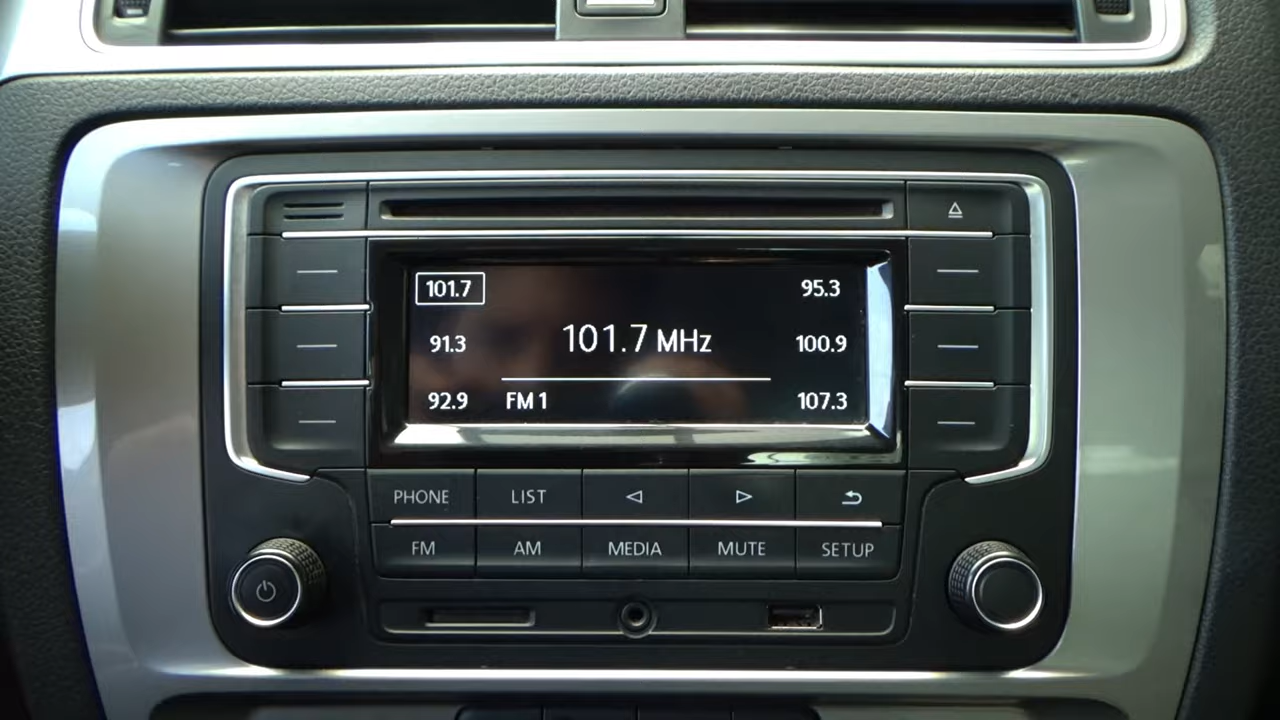 101.7 95.3
101.7 MHz
91.3 100.9
92.9 FM 1 107.3
PHONE LIST
FM AM MEDIA MUTE SETUP